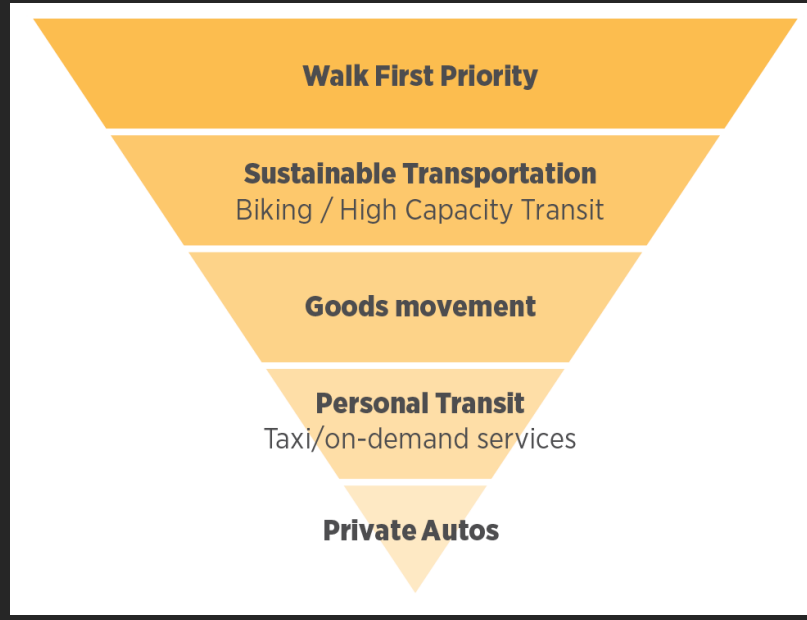 Walk First Priority
Sustainable Transportation
Biking / High Capacity Transit
Goods movement
Personal Transit
Taxi/on-demand services
Private Autos